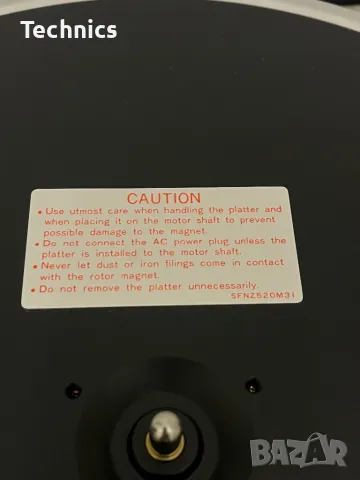 Technics
CAUTION
• Use utmost care when handling the platter and
when placing it on the motor shaft to prevent
possible damage to the magnet.
• Do not connect the AC power plug unless the
platter is installed to the motor shaft.
• Never let dust or iron filings come in contact
with the rotor magnet.
• Do not remove the platter unnecessarily.
SFNZ520M31
BAZAR